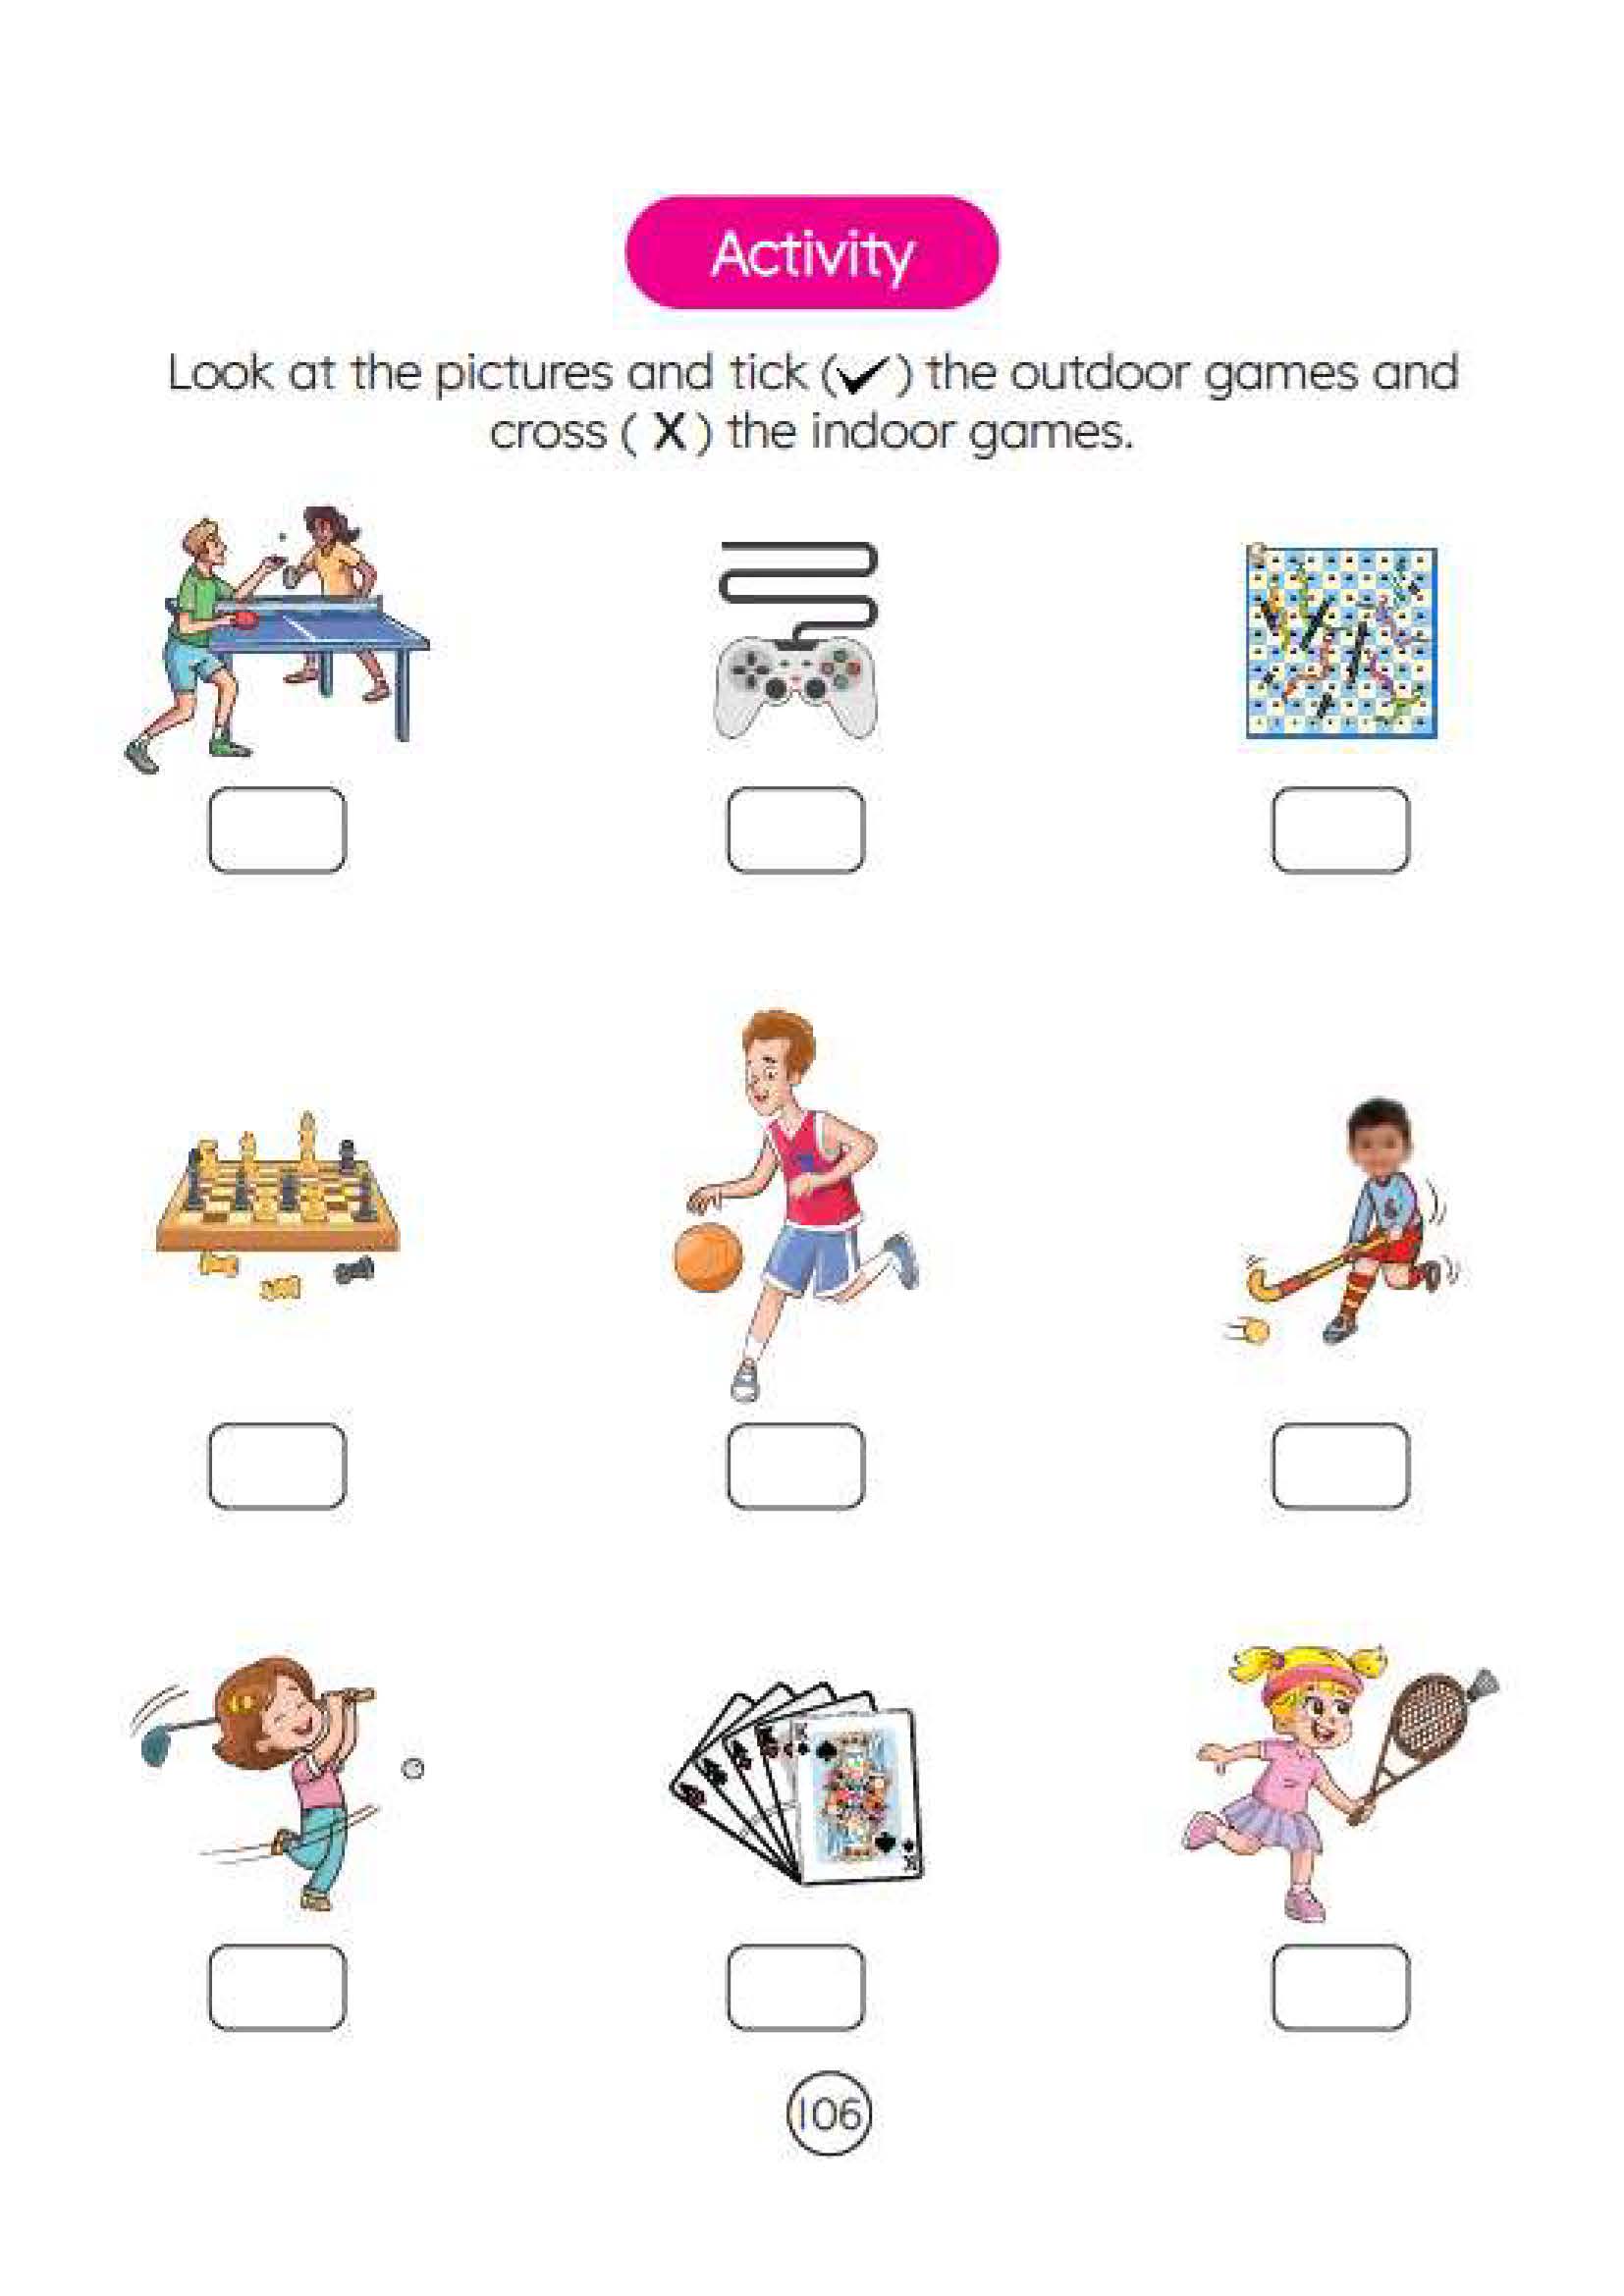 Activity
Look at the pictures and tick (✓) the outdoor games and
cross ( X ) the indoor games.
106